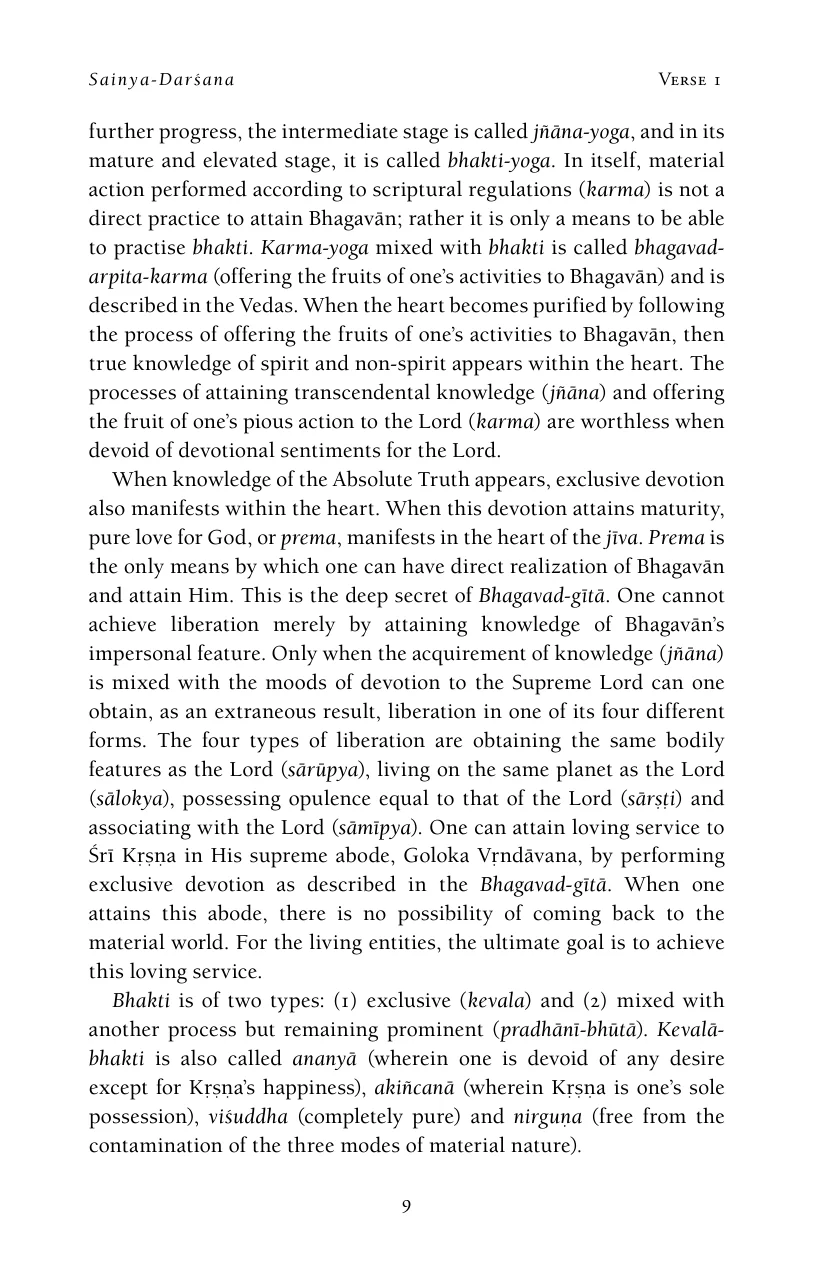 Sainya-Darśana Verse 1
further progress, the intermediate stage is called jñāna-yoga, and in its
mature and elevated stage, it is called bhakti-yoga. In itself, material
action performed according to scriptural regulations (karma) is not a
direct practice to attain Bhagavān; rather it is only a means to be able
to practise bhakti. Karma-yoga mixed with bhakti is called bhagavad-
arpita-karma (offering the fruits of one’s activities to Bhagavān) and is
described in the Vedas. When the heart becomes purified by following
the process of offering the fruits of one’s activities to Bhagavān, then
true knowledge of spirit and non-spirit appears within the heart. The
processes of attaining transcendental knowledge (jñāna) and offering
the fruit of one’s pious action to the Lord (karma) are worthless when
devoid of devotional sentiments for the Lord.
When knowledge of the Absolute Truth appears, exclusive devotion
also manifests within the heart. When this devotion attains maturity,
pure love for God, or prema, manifests in the heart of the jīva. Prema is
the only means by which one can have direct realization of Bhagavān
and attain Him. This is the deep secret of Bhagavad-gītā. One cannot
achieve liberation merely by attaining knowledge of Bhagavān’s
impersonal feature. Only when the acquirement of knowledge (jñāna)
is mixed with the moods of devotion to the Supreme Lord can one
obtain, as an extraneous result, liberation in one of its four different
forms. The four types of liberation are obtaining the same bodily
features as the Lord (sārūpya), living on the same planet as the Lord
(sālokya), possessing opulence equal to that of the Lord (sārṣṭi) and
associating with the Lord (sāmīpya). One can attain loving service to
Śrī Kṛṣṇa in His supreme abode, Goloka Vṛndāvana, by performing
exclusive devotion as described in the Bhagavad-gītā. When one
attains this abode, there is no possibility of coming back to the
material world. For the living entities, the ultimate goal is to achieve
this loving service.
Bhakti is of two types: (1) exclusive (kevala) and (2) mixed with
another process but remaining prominent (pradhānī-bhūtā). Kevalā-
bhakti is also called ananyā (wherein one is devoid of any desire
except for Kṛṣṇa’s happiness), akiñcanā (wherein Kṛṣṇa is one’s sole
possession), viśuddha (completely pure) and nirguṇa (free from the
contamination of the three modes of material nature).
9